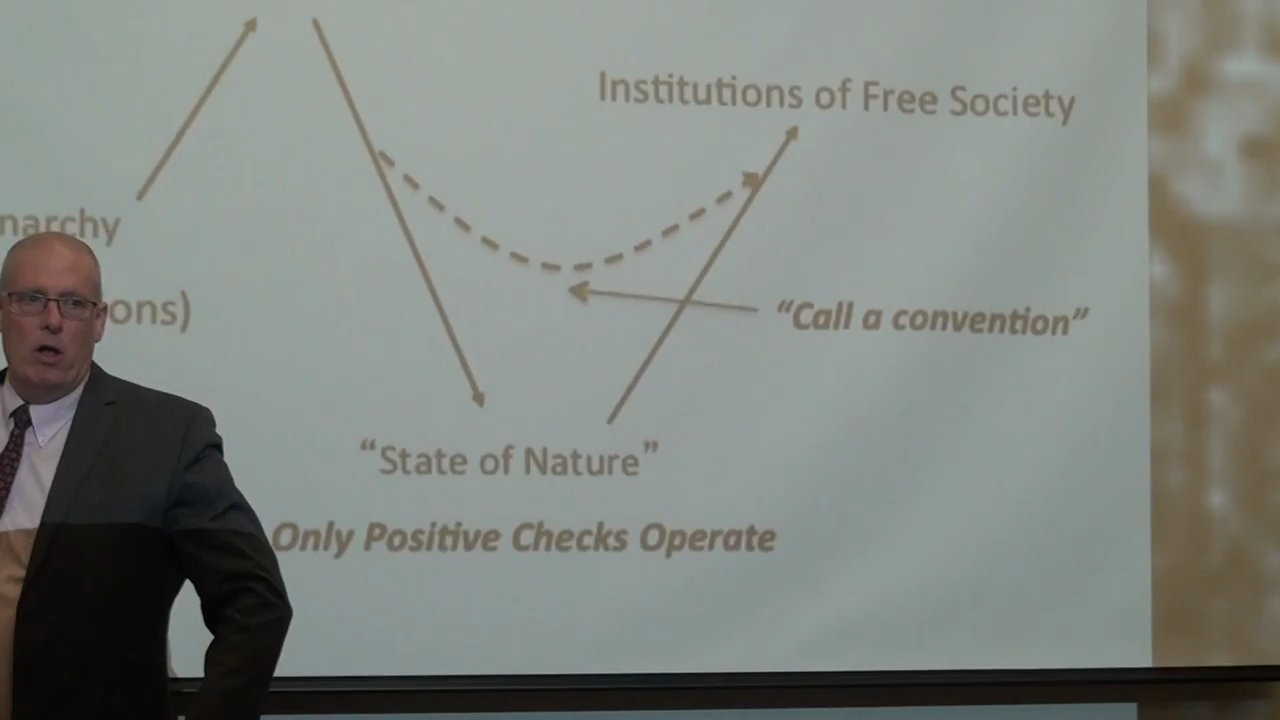 Institutions of Free Society
narchy
ons)
“Call a convention”
“State of Nature”
Only Positive Checks Operate